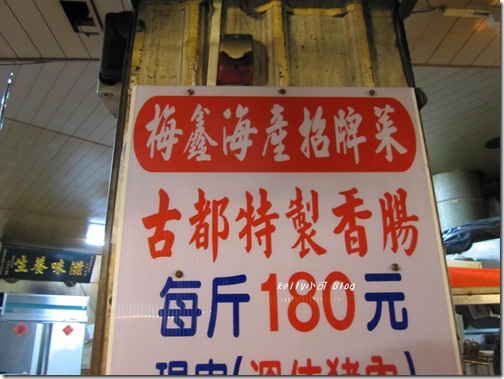 梅鑫海產招牌菜
古都特製香腸
每斤180元
kelly小可 Blog
生養味滋